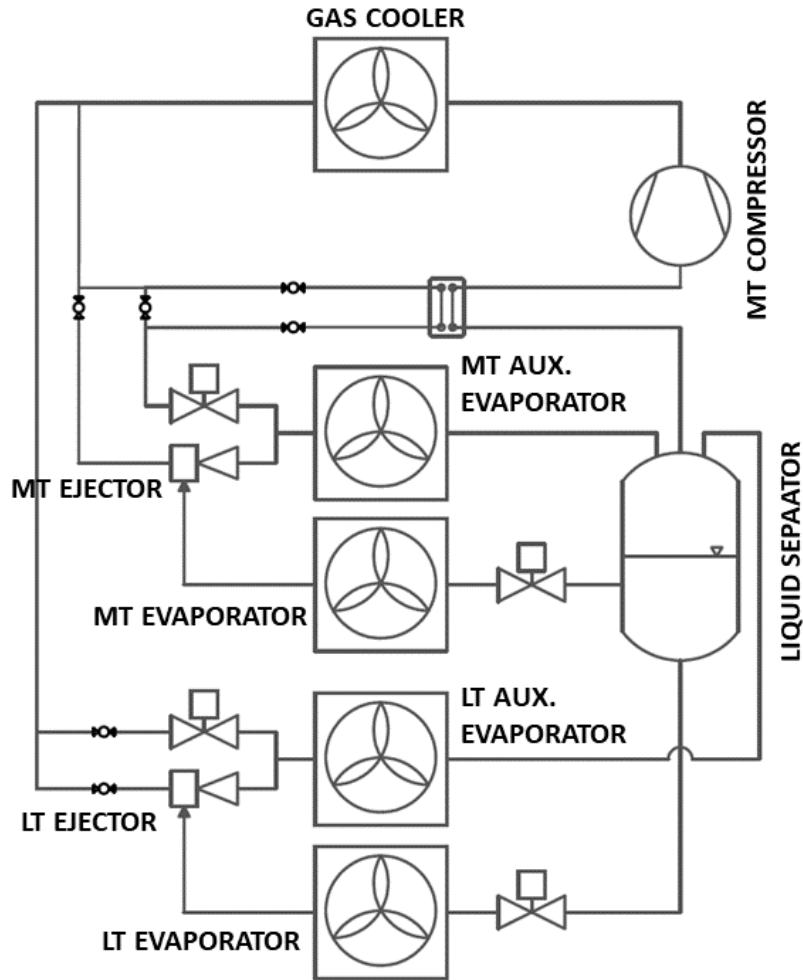 GAS COOLER
MT COMPRESSOR
MT AUX.
EVAPORATOR
MT EJECTOR
LIQUID SEPAATOR
MT EVAPORATOR
LT AUX.
EVAPORATOR
LT EJECTOR
LT EVAPORATOR